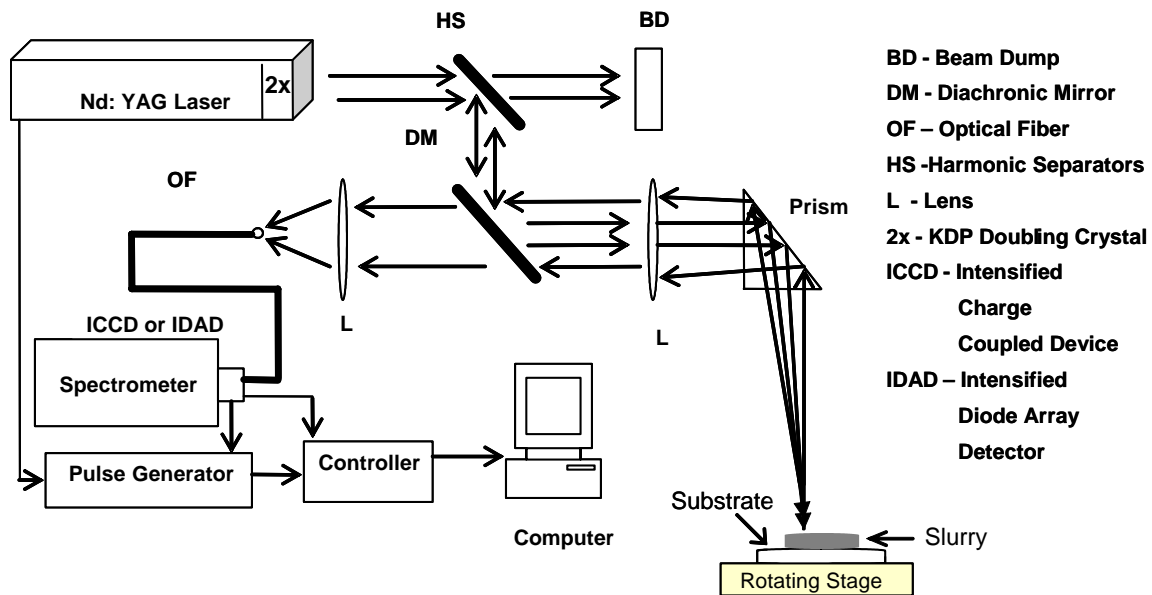 HS
BD
Nd: YAG Laser
2x
DM
OF
L
L
Prism
ICCD or IDAD
Spectrometer
Pulse Generator
Controller
Computer
Substrate
Slurry
Rotating Stage
BD - Beam Dump
DM - Diachronic Mirror
OF – Optical Fiber
HS -Harmonic Separators
L - Lens
2x - KDP Doubling Crystal
ICCD - Intensified
Charge
Coupled Device
IDAD – Intensified
Diode Array
Detector